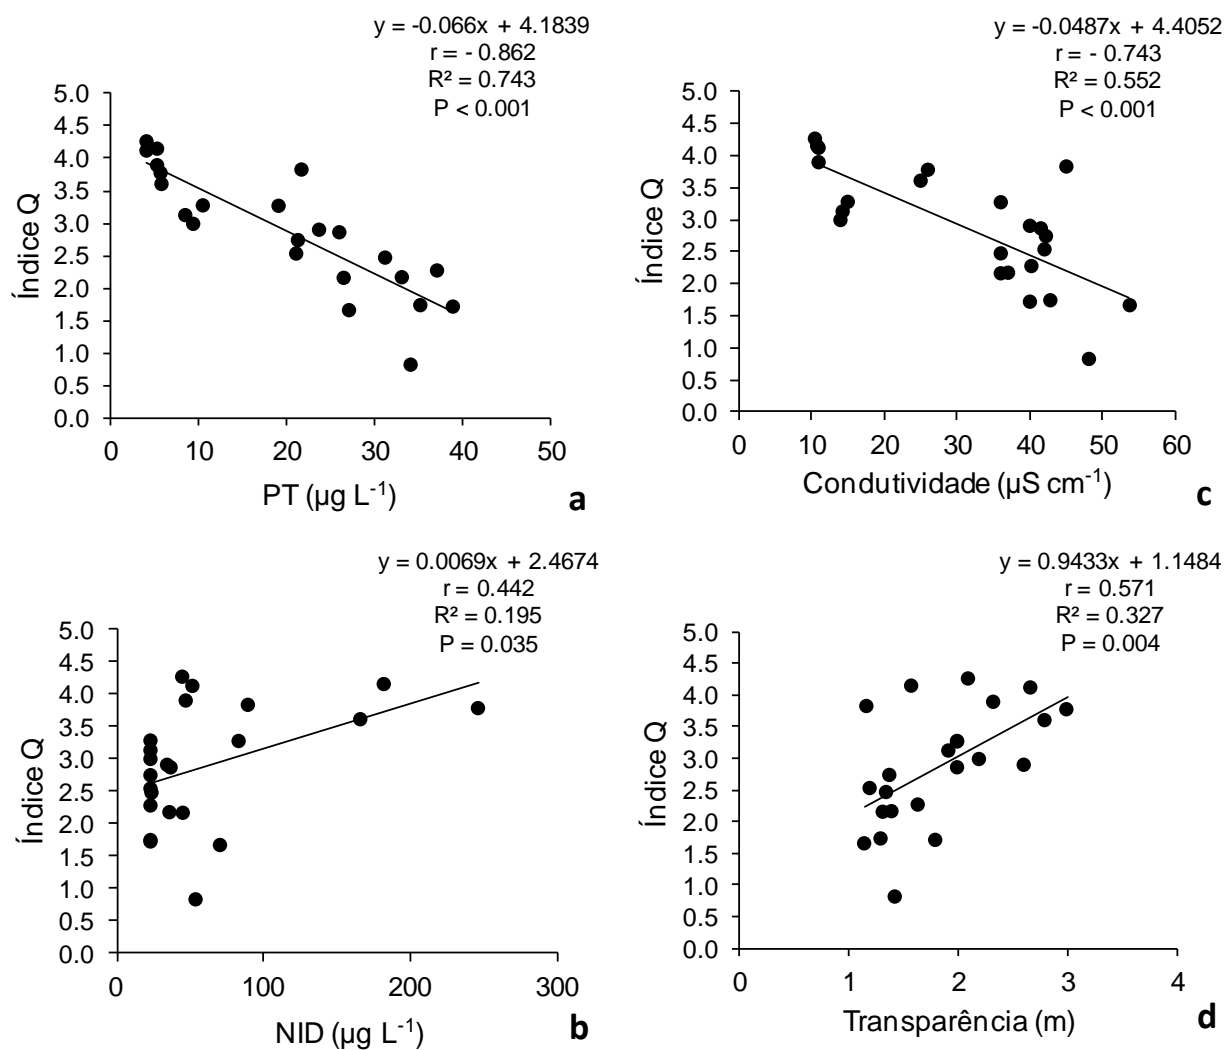 y = -0.066x + 4.1839
r = - 0.862
R² = 0.743
P < 0.001
5.0
4.5
4.0
3.5
3.0
2.5
2.0
1.5
1.0
0.5
0.0
Índice Q
0 10 20 30 40 50
PT (µg L⁻¹)
a
y = -0.0487x + 4.4052
r = - 0.743
R² = 0.552
P < 0.001
5.0
4.5
4.0
3.5
3.0
2.5
2.0
1.5
1.0
0.5
0.0
Índice Q
0 10 20 30 40 50 60
Condutividade (µS cm⁻¹)
c
y = 0.0069x + 2.4674
r = 0.442
R² = 0.195
P = 0.035
5.0
4.5
4.0
3.5
3.0
2.5
2.0
1.5
1.0
0.5
0.0
Índice Q
0 100 200 300
NID (µg L⁻¹)
b
y = 0.9433x + 1.1484
r = 0.571
R² = 0.327
P = 0.004
5.0
4.5
4.0
3.5
3.0
2.5
2.0
1.5
1.0
0.5
0.0
Índice Q
0 1 2 3 4
Transparência (m)
d